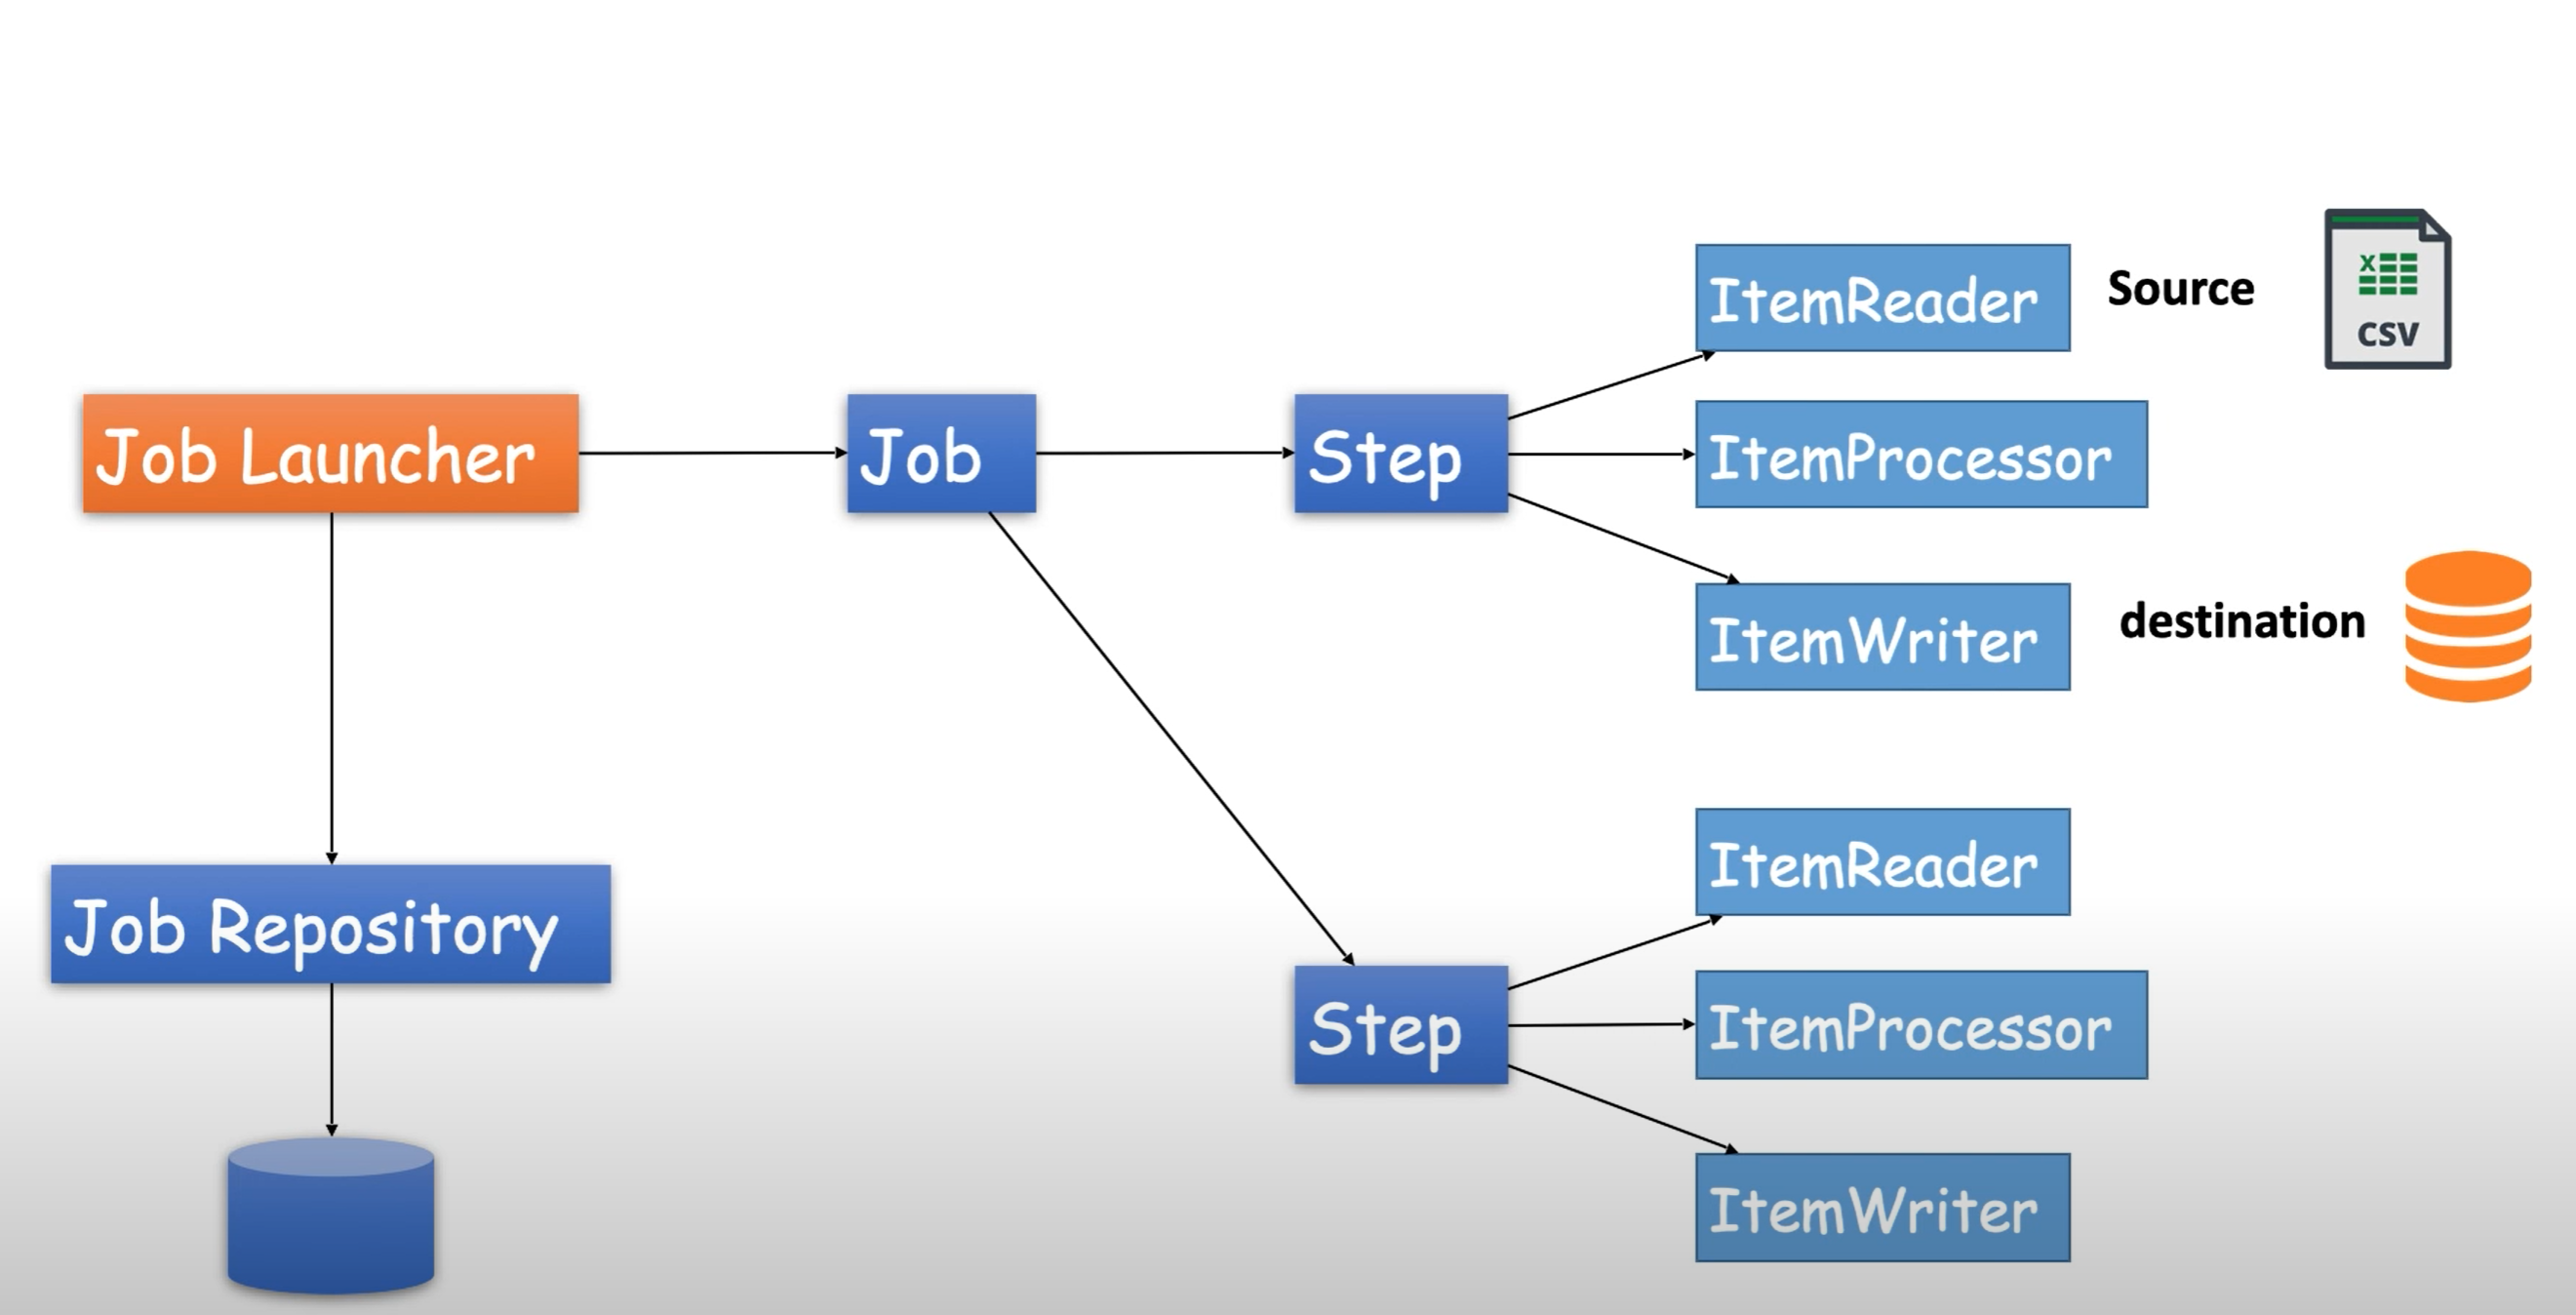 ItemReader
Source
X
CSV
Job Launcher
Job
Step
ItemProcessor
ItemWriter
destination
ItemReader
Job Repository
Step
ItemProcessor
ItemWriter